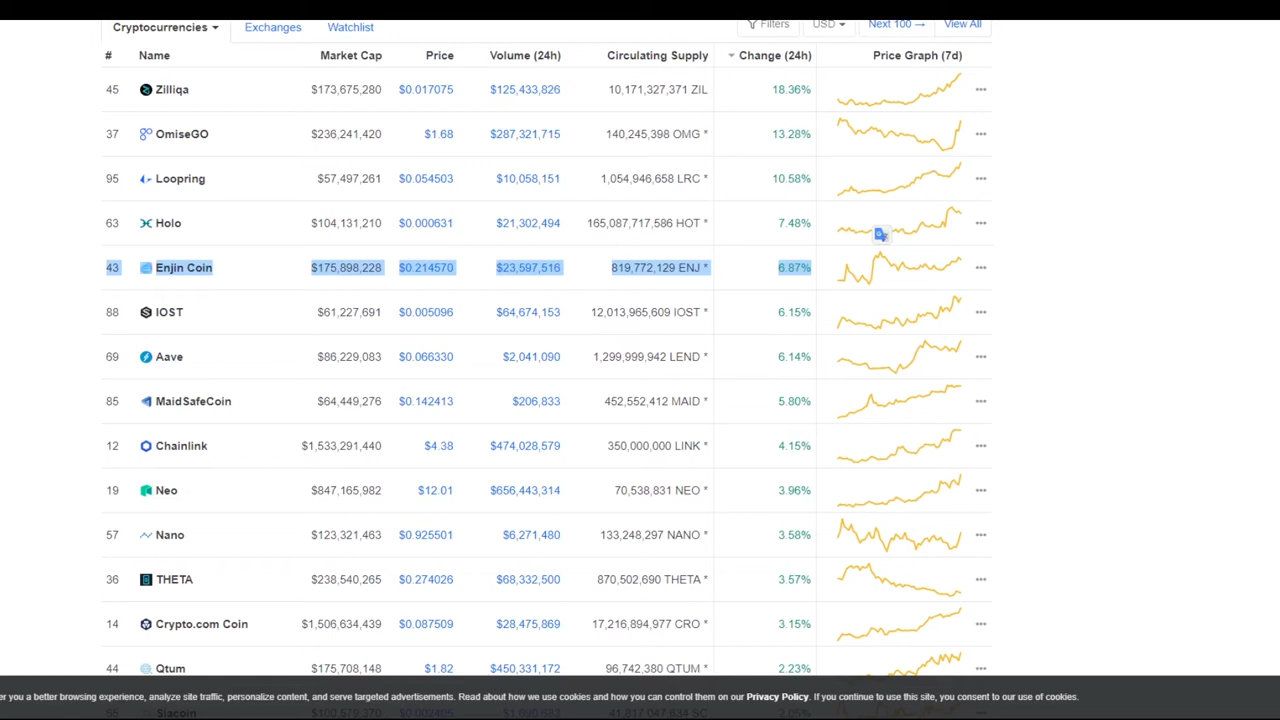 Cryptocurrencies Exchanges Watchlist Filters USD Next 100 → View All
# Name Market Cap Price Volume (24h) Circulating Supply Change (24h) Price Graph (7d)
45 Zilliqa $173,675,280 $0.017075 $125,433,826 10,171,327,371 ZIL 18.36%
37 OmiseGO $236,241,420 $1.68 $287,321,715 140,245,398 OMG * 13.28%
95 Loopring $57,497,261 $0.054503 $10,058,151 1,054,946,658 LRC * 10.58%
63 Holo $104,131,210 $0.000631 $21,302,494 165,087,717,586 HOT * 7.48%
43 Enjin Coin $175,898,228 $0.214570 $23,597,516 819,772,129 ENJ * 6.87%
88 IOST $61,227,691 $0.005096 $64,674,153 12,013,965,609 IOST * 6.15%
69 Aave $86,229,083 $0.066330 $2,041,090 1,299,999,942 LEND * 6.14%
85 MaidSafeCoin $64,449,276 $0.142413 $206,833 452,552,412 MAID * 5.80%
12 Chainlink $1,533,291,440 $4.38 $474,028,579 350,000,000 LINK * 4.15%
19 Neo $847,165,982 $12.01 $656,443,314 70,538,831 NEO * 3.96%
57 Nano $123,321,463 $0.925501 $6,271,480 133,248,297 NANO * 3.58%
36 THETA $238,540,265 $0.274026 $68,332,500 870,502,690 THETA * 3.57%
14 Crypto.com Coin $1,506,634,439 $0.087509 $28,475,869 17,216,894,977 CRO * 3.15%
44 Qtum $175,708,148 $1.82 $450,331,172 96,742,380 QTUM * 2.23%
er you a better browsing experience, analyze site traffic, personalize content, and serve targeted advertisements. Read about how we use cookies and how you can control them on our Privacy Policy. If you continue to use this site, you consent to our use of cookies.
Siacoin